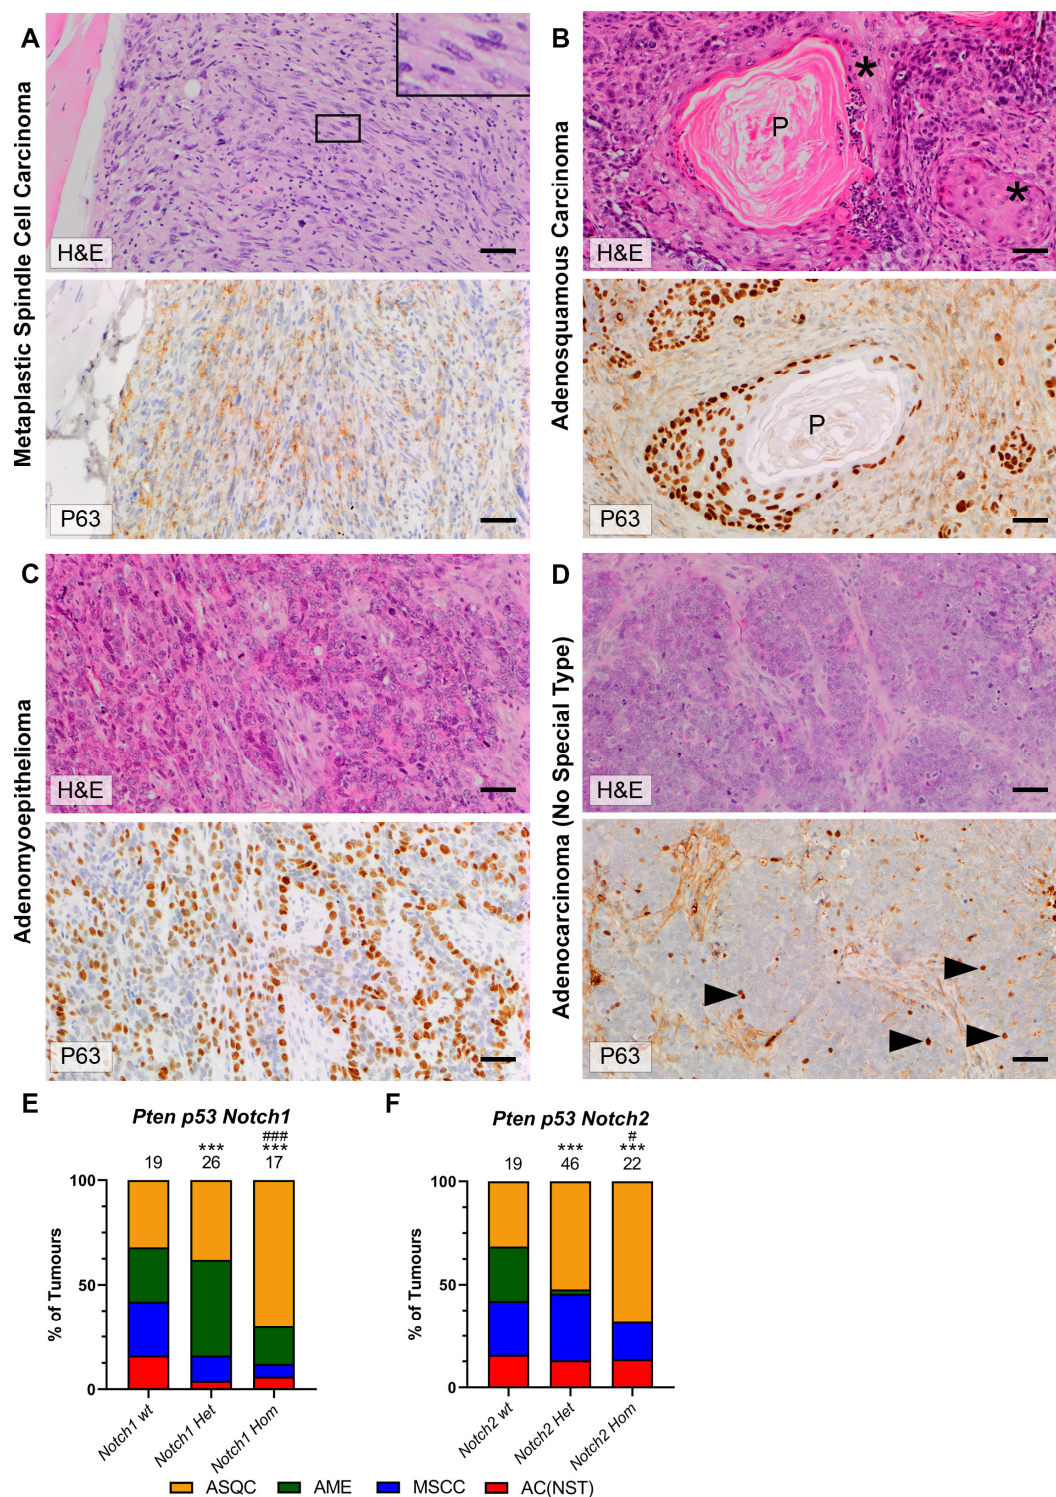 A
Metaplastic Spindle Cell Carcinoma
H&E
P63
B
Adenosquamous Carcinoma
P
*
*
H&E
P
P63
C
Adenomyoepithelioma
H&E
P63
D
Adenocarcinoma (No Special Type)
H&E
P63
E
Pten p53 Notch1
###
*** ***
19 26 17
% of Tumours
100
50
0
Notch1 wt
Notch1 Het
Notch1 Hom
F
Pten p53 Notch2
#
*** ***
19 46 22
% of Tumours
100
50
0
Notch2 wt
Notch2 Het
Notch2 Hom
ASQC AME MSCC AC(NST)